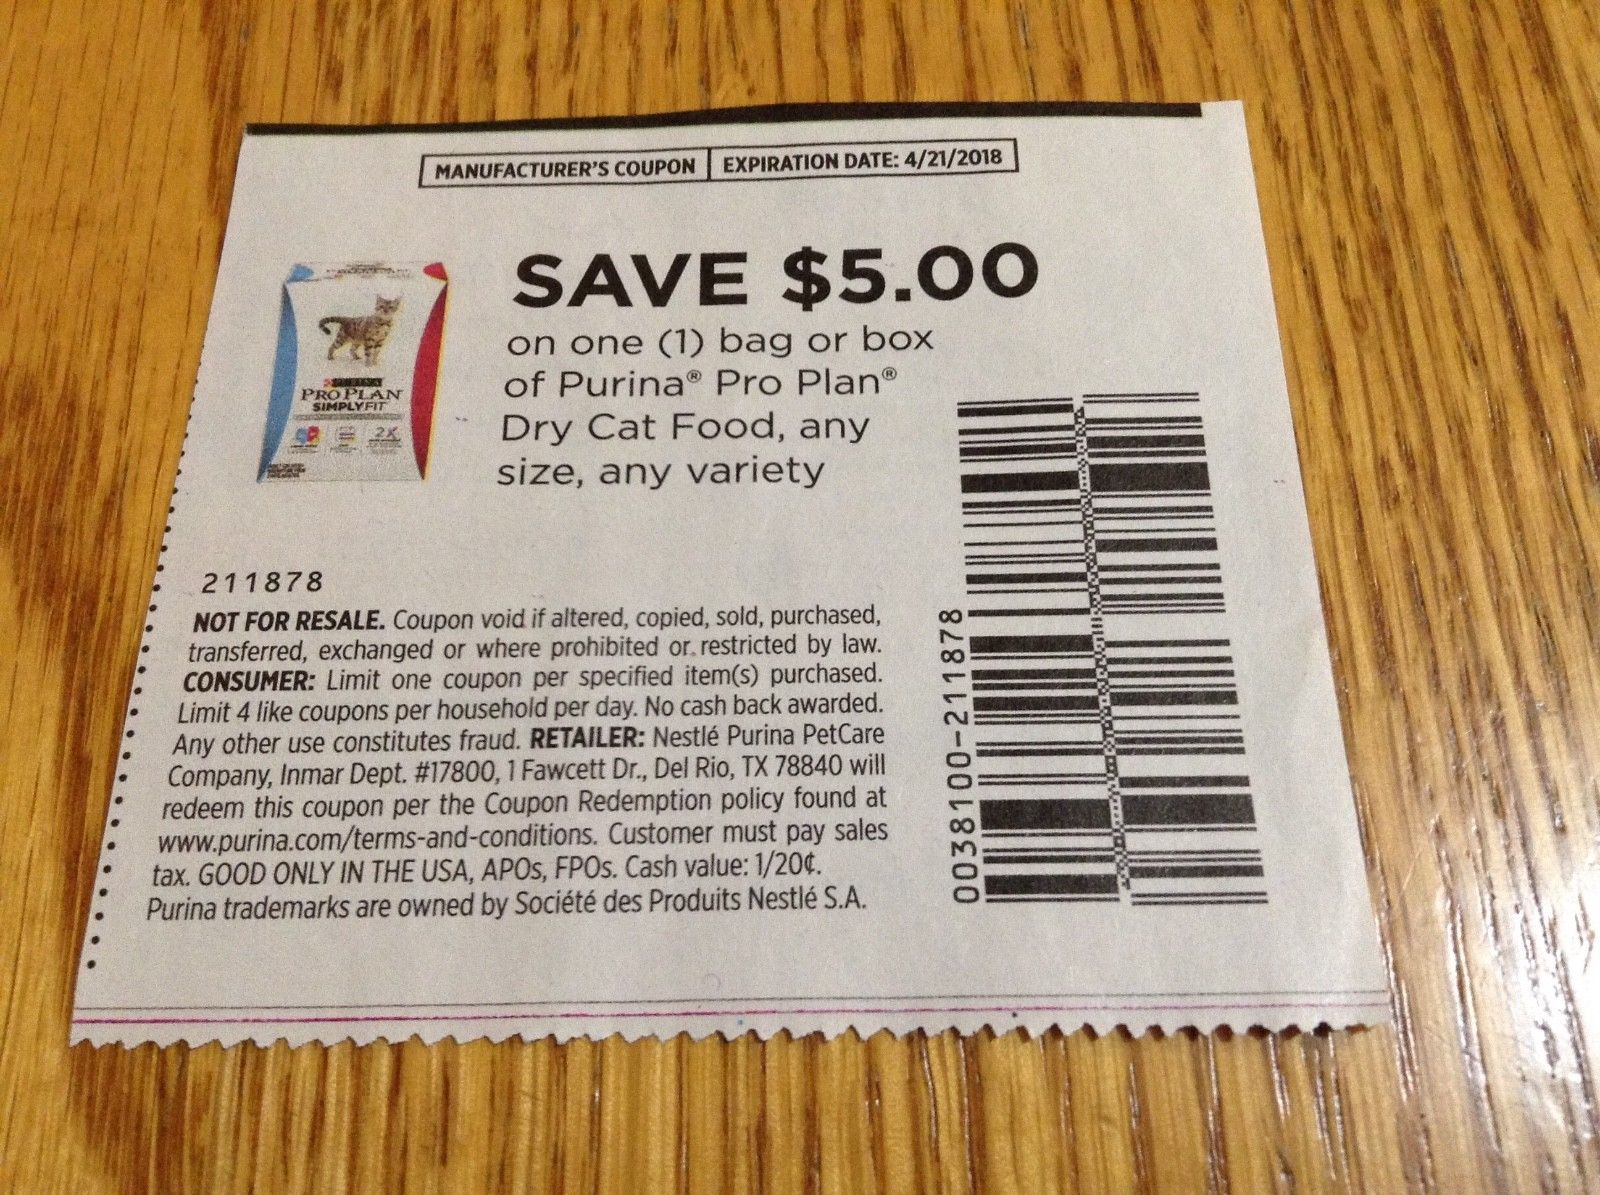 MANUFACTURER'S COUPON EXPIRATION DATE: 4/21/2018
SAVE $5.00
on one (1) bag or box
of Purina® Pro Plan®
Dry Cat Food, any
size, any variety
PURINA
PRO PLAN
SIMPLYFIT
2X
211878
NOT FOR RESALE. Coupon void if altered, copied, sold, purchased,
transferred, exchanged or where prohibited or restricted by law.
CONSUMER: Limit one coupon per specified item(s) purchased.
Limit 4 like coupons per household per day. No cash back awarded.
Any other use constitutes fraud. RETAILER: Nestlé Purina PetCare
Company, Inmar Dept. #17800, 1 Fawcett Dr., Del Rio, TX 78840 will
redeem this coupon per the Coupon Redemption policy found at
www.purina.com/terms-and-conditions. Customer must pay sales
tax. GOOD ONLY IN THE USA, APOs, FPOs. Cash value: 1/20¢.
Purina trademarks are owned by Société des Produits Nestlé S.A.
0038100-211878